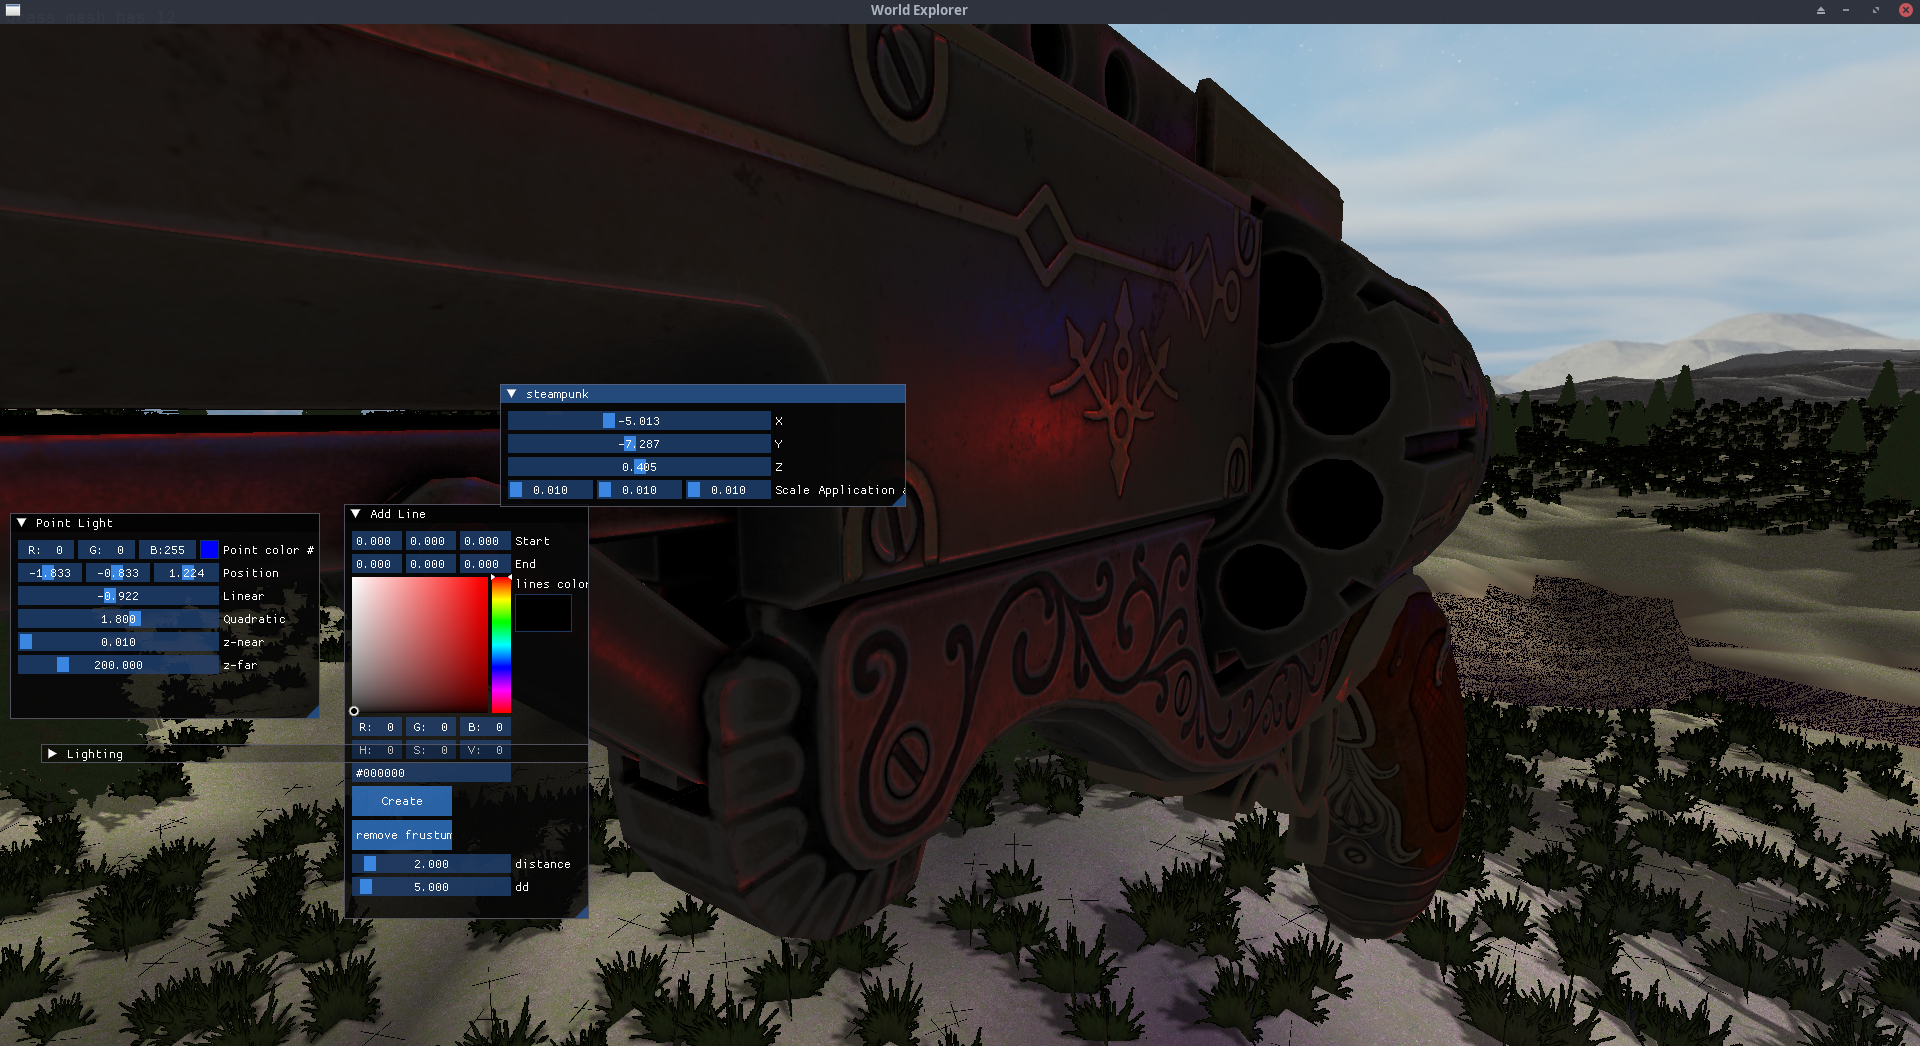 World Explorer
mesh has 12
steampunk
-5.013 X
-7.287 Y
0.405 Z
0.010 0.010 0.010 Scale Application
Point Light
R: 0 G: 0 B:255 Point color #
-1.833 -0.833 1.224 Position
-0.922 Linear
1.800 Quadratic
0.010 z-near
200.000 z-far
Lighting
Add Line
0.000 0.000 0.000 Start
0.000 0.000 0.000 End
lines color
R: 0 G: 0 B: 0
H: 0 S: 0 V: 0
#000000
Create
remove frustum
2.000 distance
5.000 dd